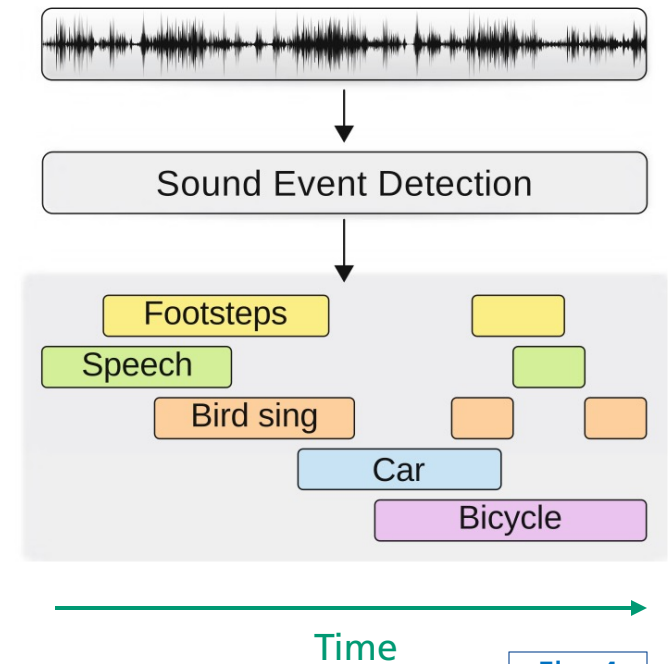 Sound Event Detection
Footsteps
Speech
Bird sing
Car
Bicycle
Time